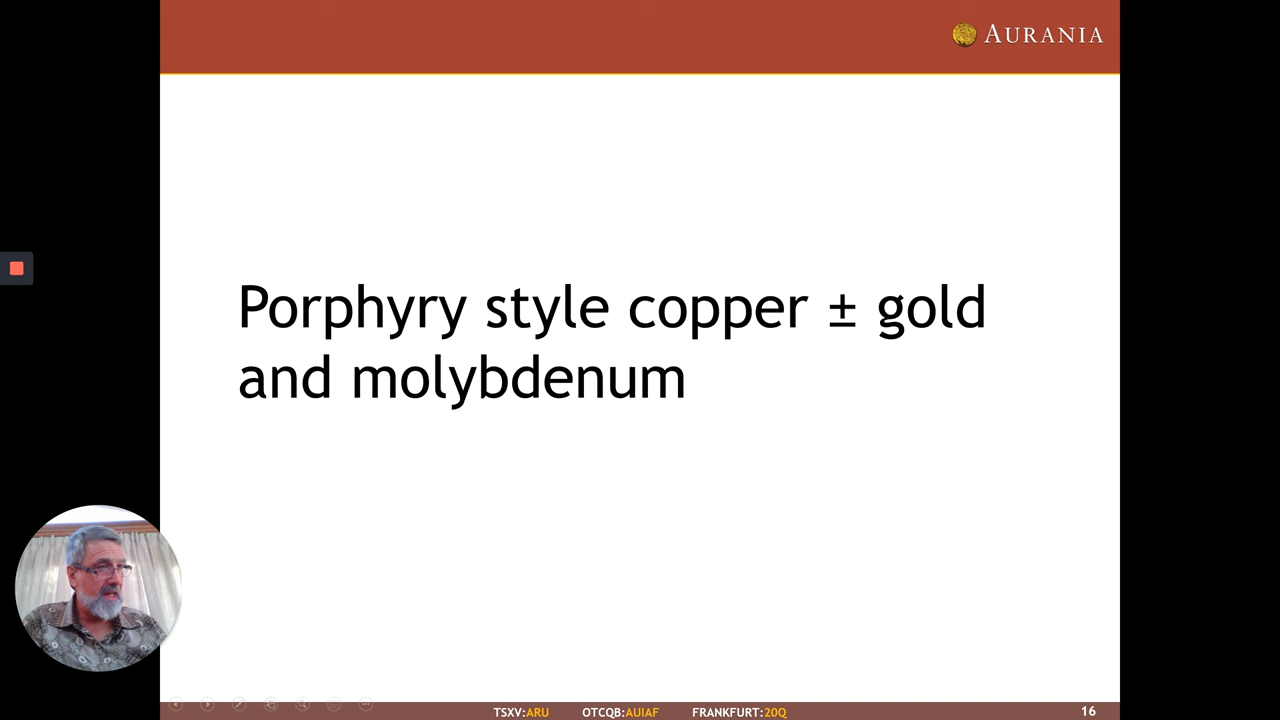 AURANIA
Porphyry style copper ± gold
and molybdenum
TSXV:ARU OTCQB:AUIAF FRANKFURT:20Q 16